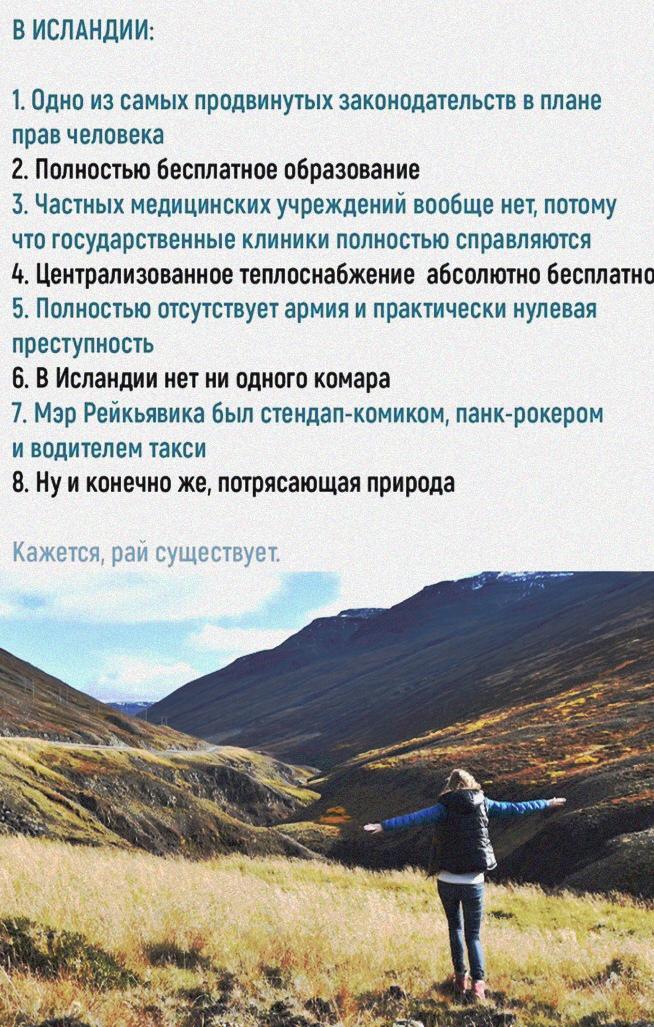 В ИСЛАНДИИ:
1. Одно из самых продвинутых законодательств в плане
прав человека
2. Полностью бесплатное образование
3. Частных медицинских учреждений вообще нет, потому
что государственные клиники полностью справляются
4. Централизованное теплоснабжение абсолютно бесплатно
5. Полностью отсутствует армия и практически нулевая
преступность
6. В Исландии нет ни одного комара
7. Мэр Рейкьявика был стендап-комиком, панк-рокером
и водителем такси
8. Ну и конечно же, потрясающая природа
Кажется, рай существует.